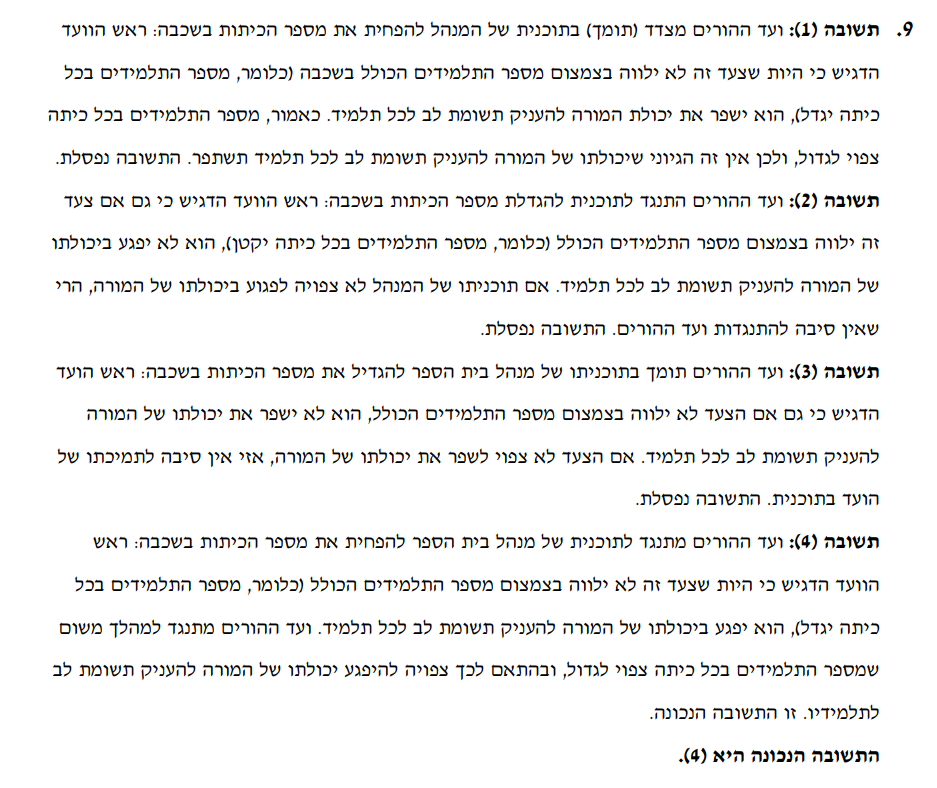 9. תשובה (1): ועד ההורים מצדד (תומך) בתוכנית של המנהל להפחית את מספר הכיתות בשכבה: ראש הוועד
הדגיש כי היות שצעד זה לא ילווה בצמצום מספר התלמידים הכולל בשכבה (כלומר, מספר התלמידים בכל
כיתה יגדל), הוא ישפר את יכולת המורה להעניק תשומת לב לכל תלמיד. כאמור, מספר התלמידים בכל כיתה
צפוי לגדול, ולכן אין זה הגיוני שיכולתו של המורה להעניק תשומת לב לכל תלמיד תשתפר. התשובה נפסלת.
תשובה (2): ועד ההורים התנגד לתוכנית להגדלת מספר הכיתות בשכבה: ראש הוועד הדגיש כי גם אם צעד
זה ילווה בצמצום מספר התלמידים הכולל (כלומר, מספר התלמידים בכל כיתה יקטן), הוא לא יפגע ביכולתו
של המורה להעניק תשומת לב לכל תלמיד. אם תוכניתו של המנהל לא צפויה לפגוע ביכולתו של המורה, הרי
שאין סיבה להתנגדות ועד ההורים. התשובה נפסלת.
תשובה (3): ועד ההורים תומך בתוכניתו של מנהל בית הספר להגדיל את מספר הכיתות בשכבה: ראש הועד
הדגיש כי גם אם הצעד לא ילווה בצמצום מספר התלמידים הכולל, הוא לא ישפר את יכולתו של המורה
להעניק תשומת לב לכל תלמיד. אם הצעד לא צפוי לשפר את יכולתו של המורה, אזי אין סיבה לתמיכתו של
הועד בתוכנית. התשובה נפסלת.
תשובה (4): ועד ההורים מתנגד לתוכנית של מנהל בית הספר להפחית את מספר הכיתות בשכבה: ראש
הוועד הדגיש כי היות שצעד זה לא ילווה בצמצום מספר התלמידים הכולל (כלומר, מספר התלמידים בכל
כיתה יגדל), הוא יפגע ביכולתו של המורה להעניק תשומת לב לכל תלמיד. ועד ההורים מתנגד למהלך משום
שמספר התלמידים בכל כיתה צפוי לגדול, ובהתאם לכך צפויה להיפגע יכולתו של המורה להעניק תשומת לב
לתלמידיו. זו התשובה הנכונה.
התשובה הנכונה היא (4).